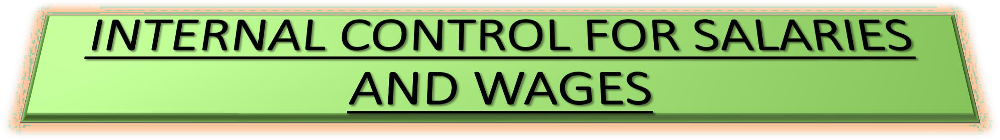 INTERNAL CONTROL FOR SALARIES
AND WAGES